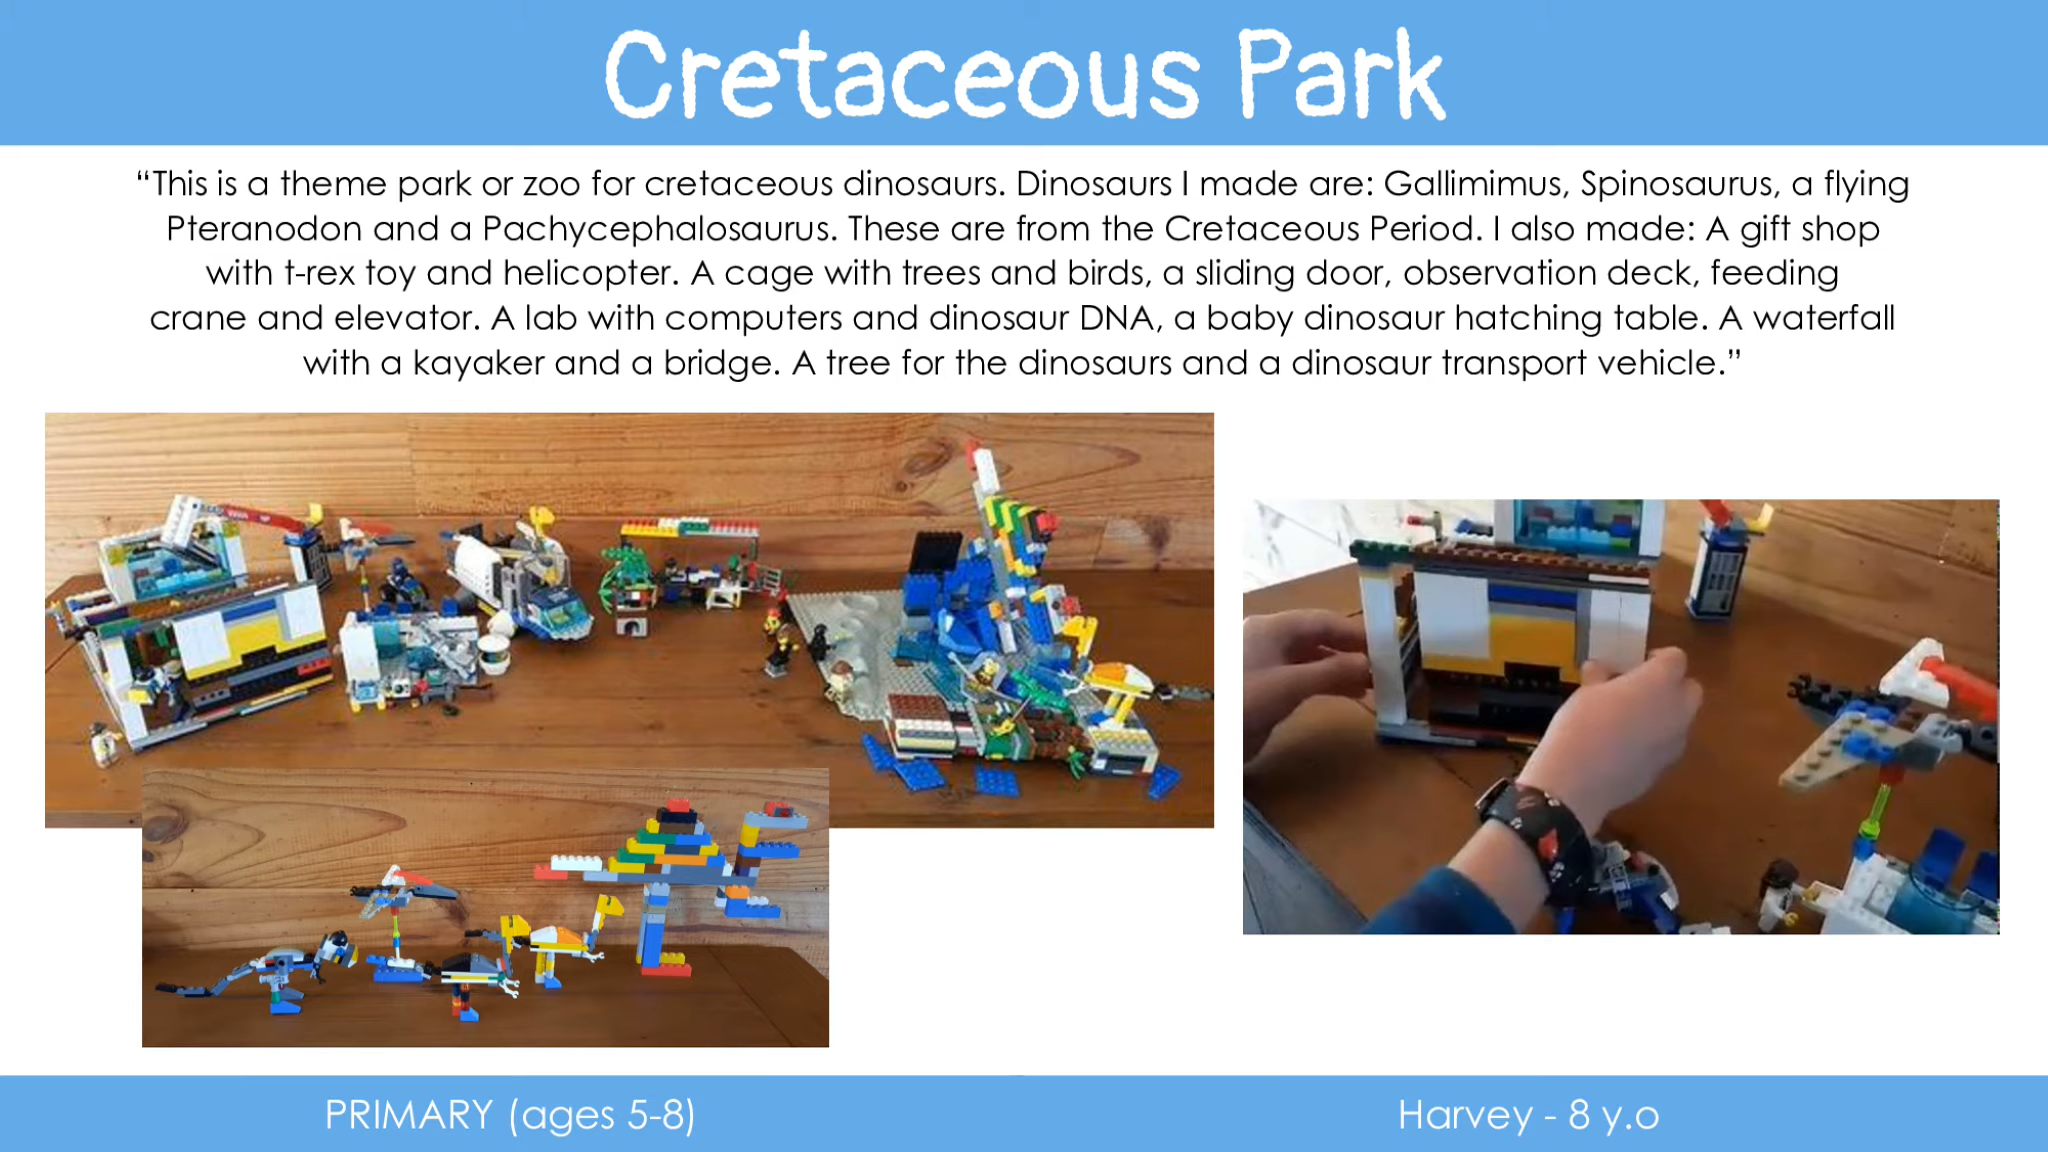 Cretaceous Park
“This is a theme park or zoo for cretaceous dinosaurs. Dinosaurs I made are: Gallimimus, Spinosaurus, a flying
Pteranodon and a Pachycephalosaurus. These are from the Cretaceous Period. I also made: A gift shop
with t-rex toy and helicopter. A cage with trees and birds, a sliding door, observation deck, feeding
crane and elevator. A lab with computers and dinosaur DNA, a baby dinosaur hatching table. A waterfall
with a kayaker and a bridge. A tree for the dinosaurs and a dinosaur transport vehicle.”
PRIMARY (ages 5-8)
Harvey - 8 y.o